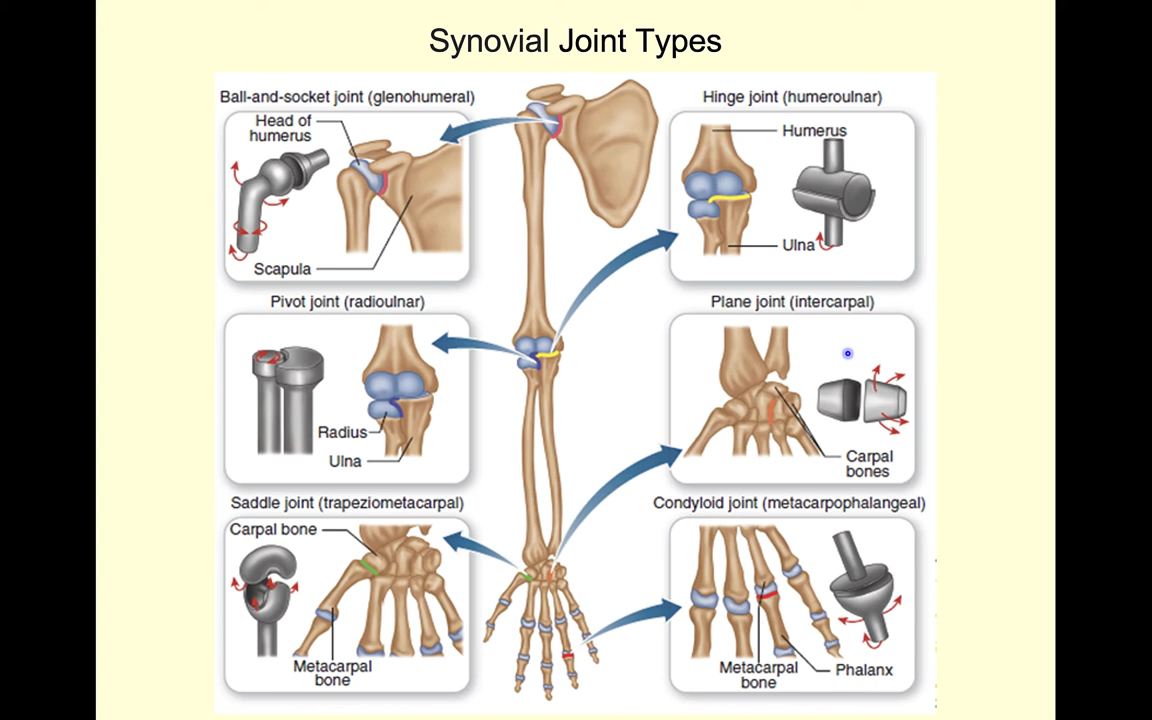 Synovial Joint Types
Ball-and-socket joint (glenohumeral)
Head of
humerus
Scapula
Hinge joint (humeroulnar)
Humerus
Ulna
Pivot joint (radioulnar)
Radius
Ulna
Plane joint (intercarpal)
Carpal
bones
Saddle joint (trapeziometacarpal)
Carpal bone
Metacarpal
bone
Condyloid joint (metacarpophalangeal)
Metacarpal
bone
Phalanx